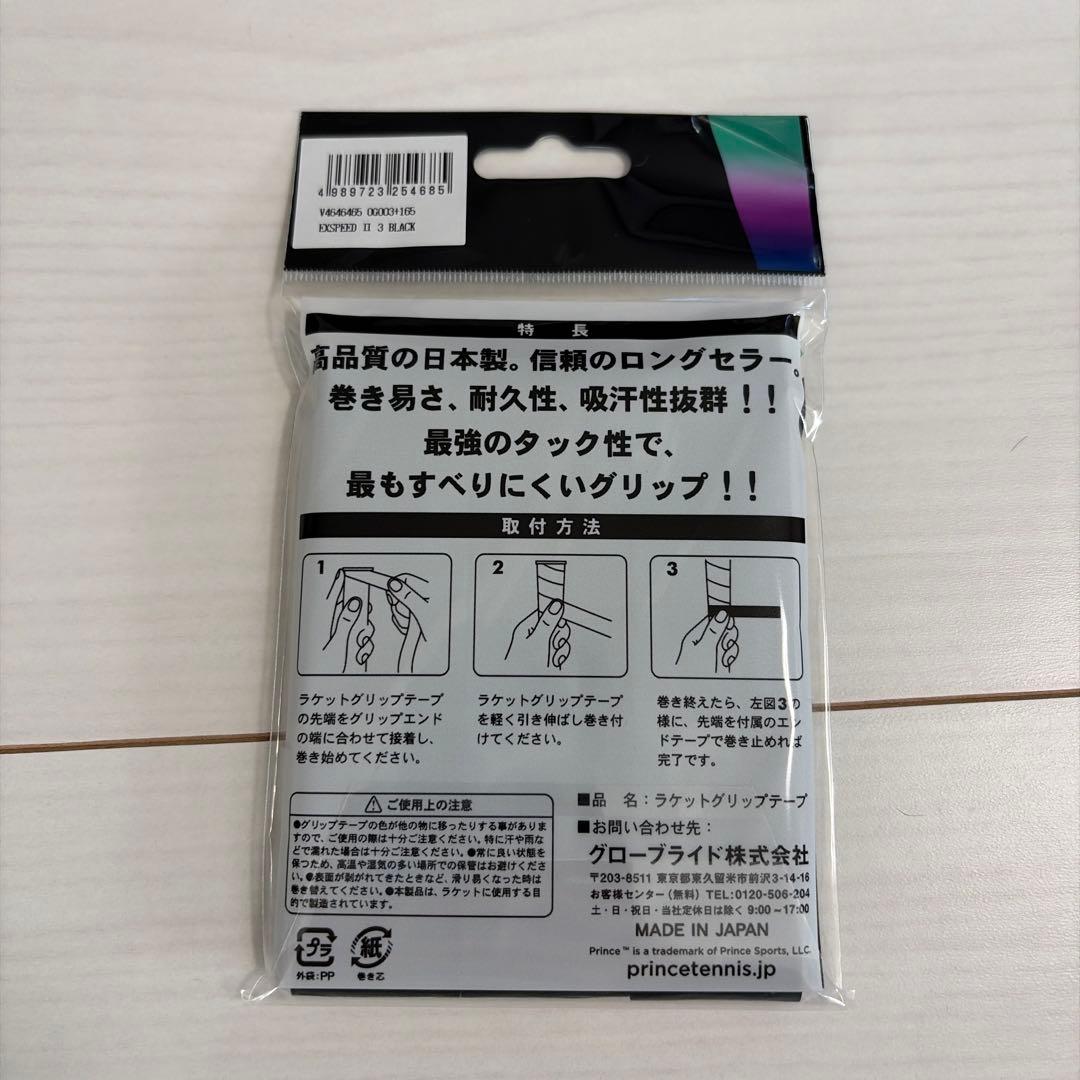 4 989723 254685
V4646465 OG003+165
EXSPEED II 3 BLACK
特長
高品質の日本製。信頼のロングセラー。
巻き易さ、耐久性、吸汗性抜群！！
最強のタック性で、
最もすべりにくいグリップ！！
取付方法
1
2
3
ラケットグリップテープ
の先端をグリップエンド
の端に合わせて接着し、
巻き始めてください。
ラケットグリップテープ
を軽く引き伸ばし巻き付
けてください。
巻き終えたら、左図3の
様に、先端を付属のエン
ドテープで巻き止めれば
完了です。
ご使用上の注意
●グリップテープの色が他の物に移ったりする事がありま
すので、ご使用の際は十分ご注意ください。特に汗や雨な
どで濡れた場合は十分ご注意ください。●常に良い状態を
保つため、高温や湿気の多い場所での保管はお避けくださ
い。●表面が剥がれてきたときなど、滑り易くなった時は
巻き替えてください。●本製品は、ラケットに使用する目
的で製造されています。
■品 名：ラケットグリップテープ
■お問い合わせ先：
グローブライド株式会社
〒203-8511 東京都東久留米市前沢3-14-16
お客様センター（無料）TEL:0120-506-204
土・日・祝日・当社定休日は除く 9:00～17:00
MADE IN JAPAN
Prince™ is a trademark of Prince Sports, LLC.
princetennis.jp
プラ
外袋：PP
紙
巻き芯